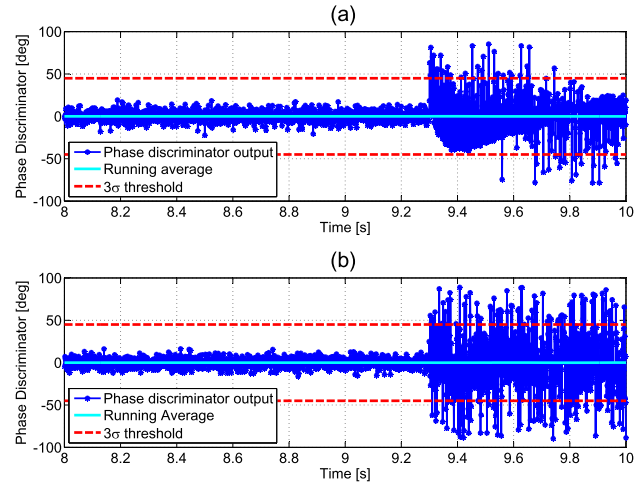 (a)
Phase Discriminator [deg]
100
50
0
-50
-100
Phase discriminator output
Running average
3σ threshold
8 8.2 8.4 8.6 8.8 9 9.2 9.4 9.6 9.8 10
Time [s]
(b)
Phase Discriminator [deg]
100
50
0
-50
-100
Phase discriminator output
Running Average
3σ threshold
8 8.2 8.4 8.6 8.8 9 9.2 9.4 9.6 9.8 10
Time [s]